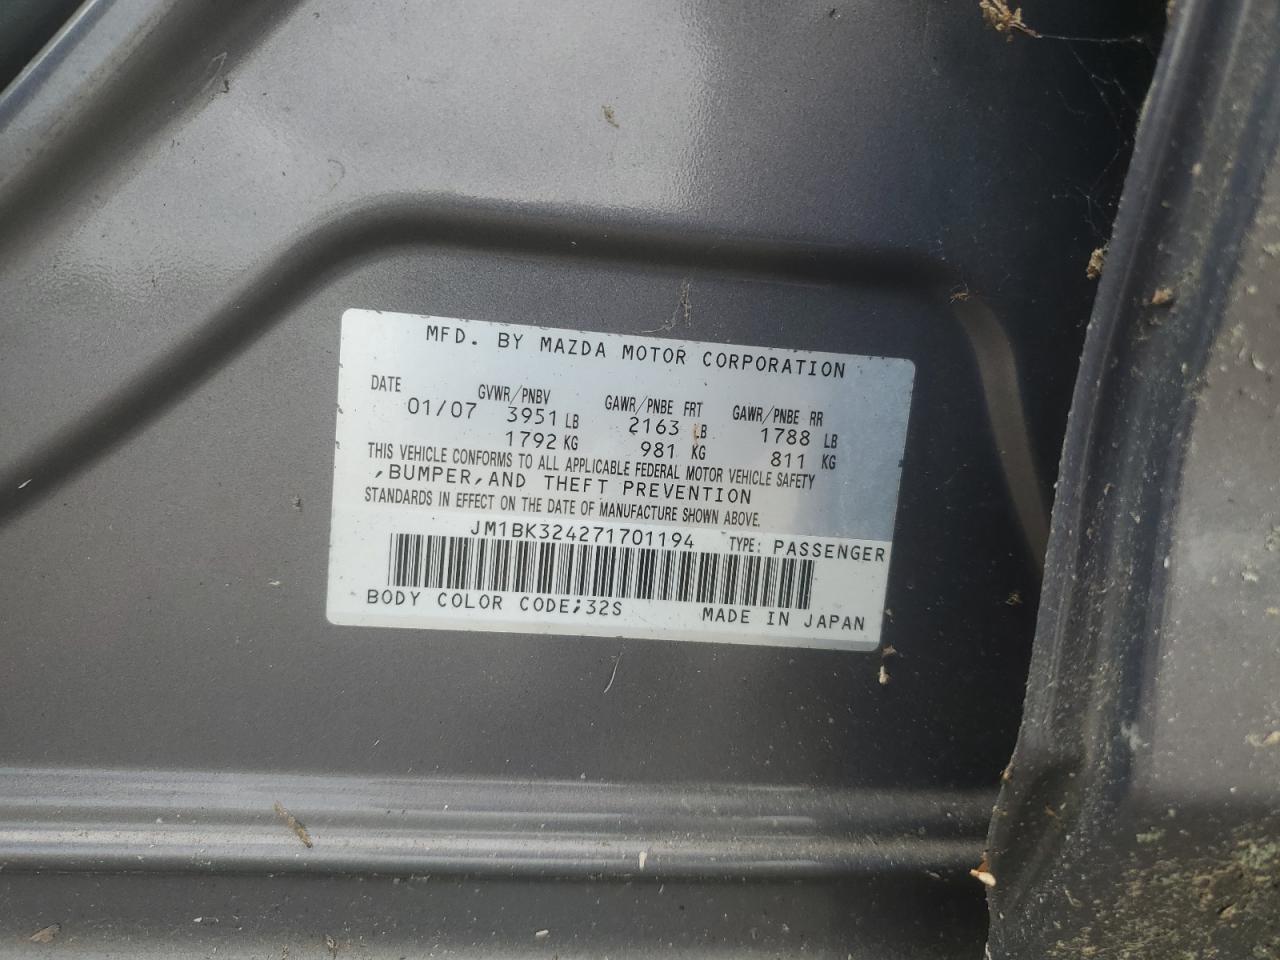 MFD. BY MAZDA MOTOR CORPORATION
DATE GVWR/PNBV GAWR/PNBE FRT GAWR/PNBE RR
01/07 3951 LB 2163 LB 1788 LB
1792 KG 981 KG 811 KG
THIS VEHICLE CONFORMS TO ALL APPLICABLE FEDERAL MOTOR VEHICLE SAFETY
,BUMPER,AND THEFT PREVENTION
STANDARDS IN EFFECT ON THE DATE OF MANUFACTURE SHOWN ABOVE.
JM1BK324271701194 TYPE: PASSENGER
BODY COLOR CODE;32S MADE IN JAPAN